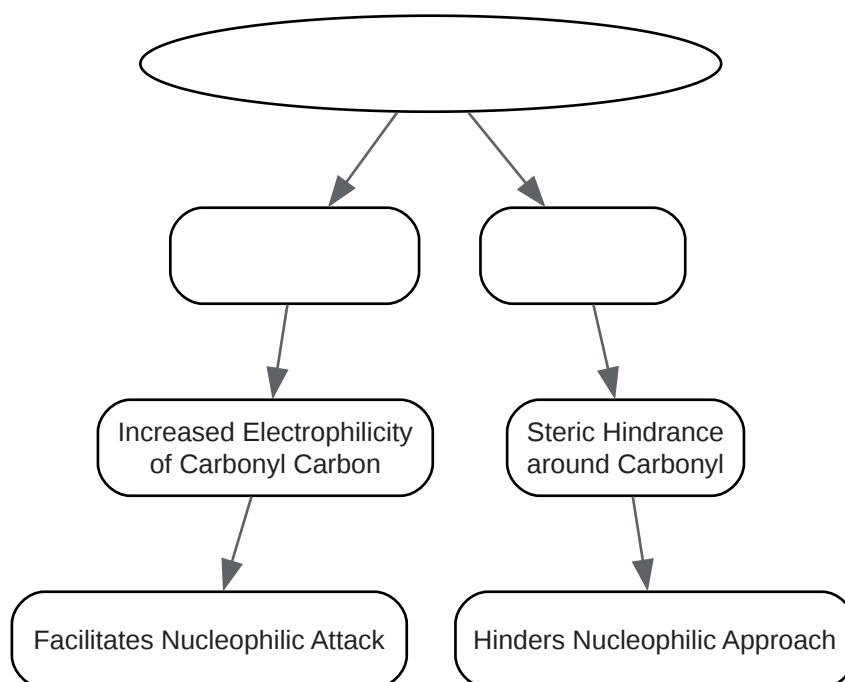 Increased Electrophilicity
of Carbonyl Carbon
Steric Hindrance
around Carbonyl
Facilitates Nucleophilic Attack
Hinders Nucleophilic Approach